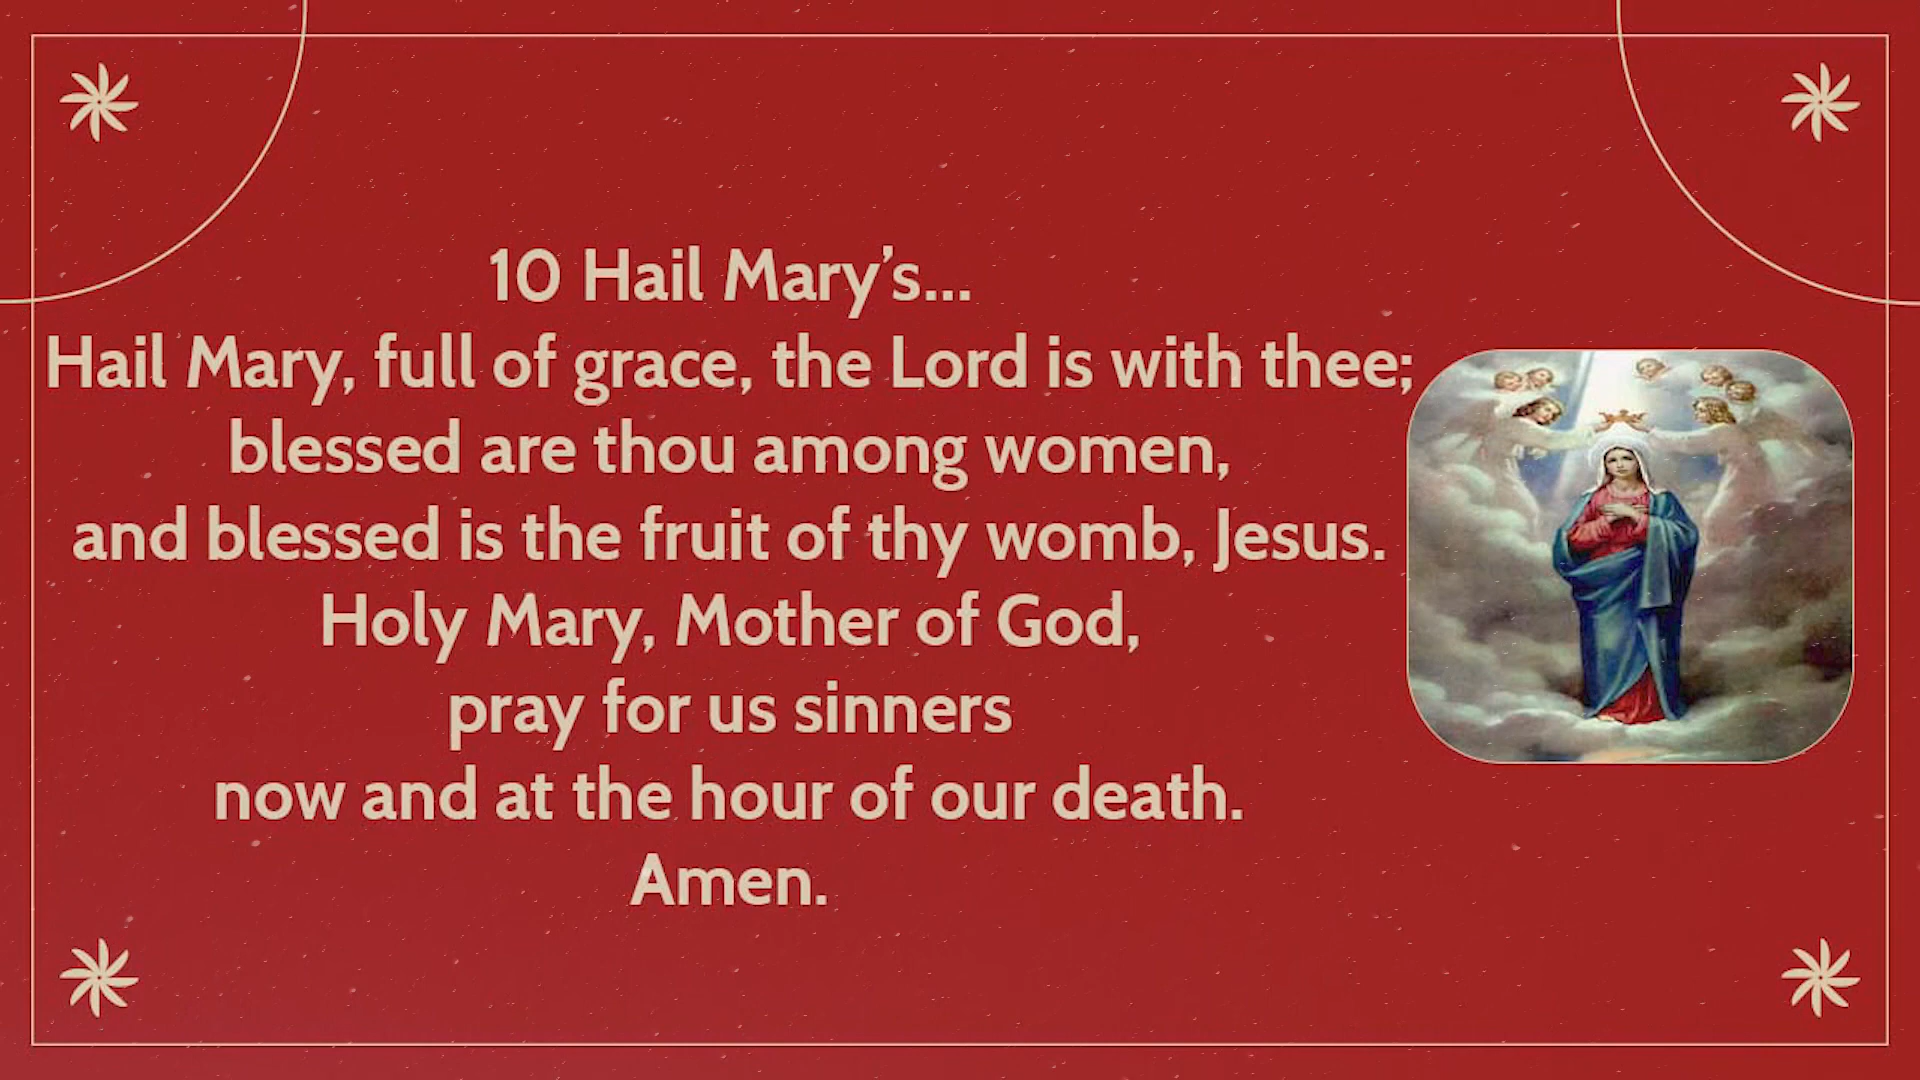 10 Hail Mary’s...
Hail Mary, full of grace, the Lord is with thee;
blessed are thou among women,
and blessed is the fruit of thy womb, Jesus.
Holy Mary, Mother of God,
pray for us sinners
now and at the hour of our death.
Amen.